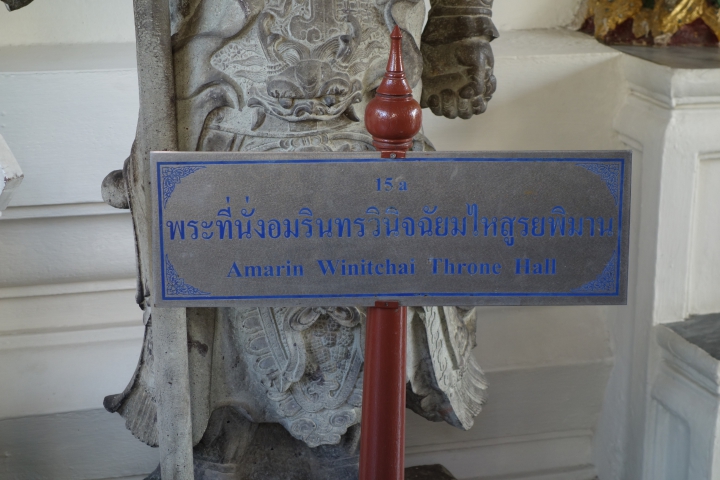 15 a
พระที่นั่งอมรินทรวินิจฉัยมไหสูรยพิมาน
Amarin Winitchai Throne Hall